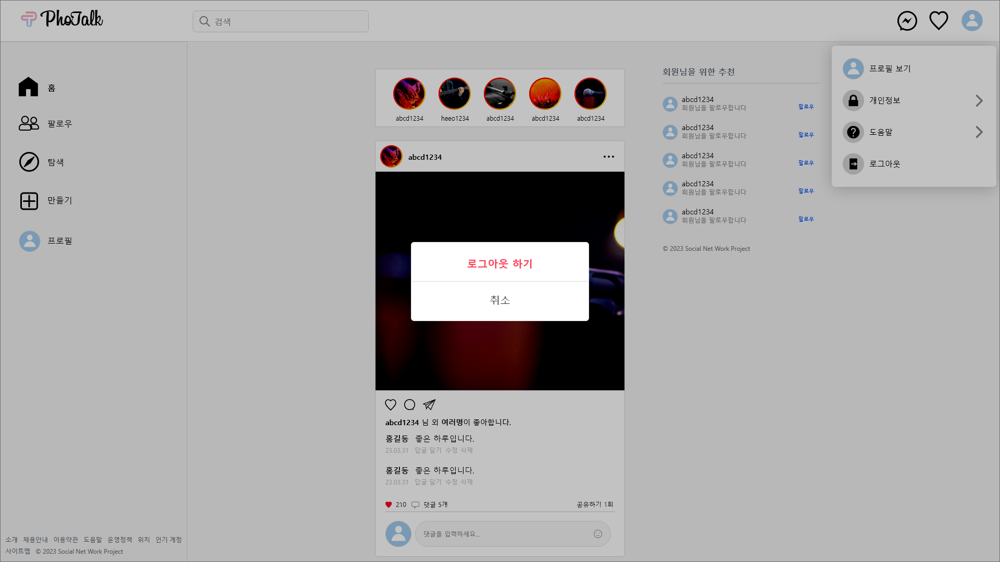 PhoTalk
검색
홈
팔로우
탐색
만들기
프로필
소개 채용안내 이용약관 도움말 운영정책 위치 인기 계정
사이트맵 © 2023 Social Net Work Project
abcd1234 heeo1234 abcd1234 abcd1234 abcd1234
abcd1234
로그아웃 하기
취소
abcd1234 님 외 여러명이 좋아합니다.
홍길동 좋은 하루입니다.
23.03.31 답글 달기 수정 삭제
홍길동 좋은 하루입니다.
23.03.31 답글 달기 수정 삭제
210 댓글 5개 공유하기 1회
댓글을 입력하세요...
회원님을 위한 추천
abcd1234
회원님을 팔로우합니다 팔로우
abcd1234
회원님을 팔로우합니다 팔로우
abcd1234
회원님을 팔로우합니다 팔로우
abcd1234
회원님을 팔로우합니다 팔로우
abcd1234
회원님을 팔로우합니다 팔로우
© 2023 Social Net Work Project
프로필 보기
개인정보
도움말
로그아웃